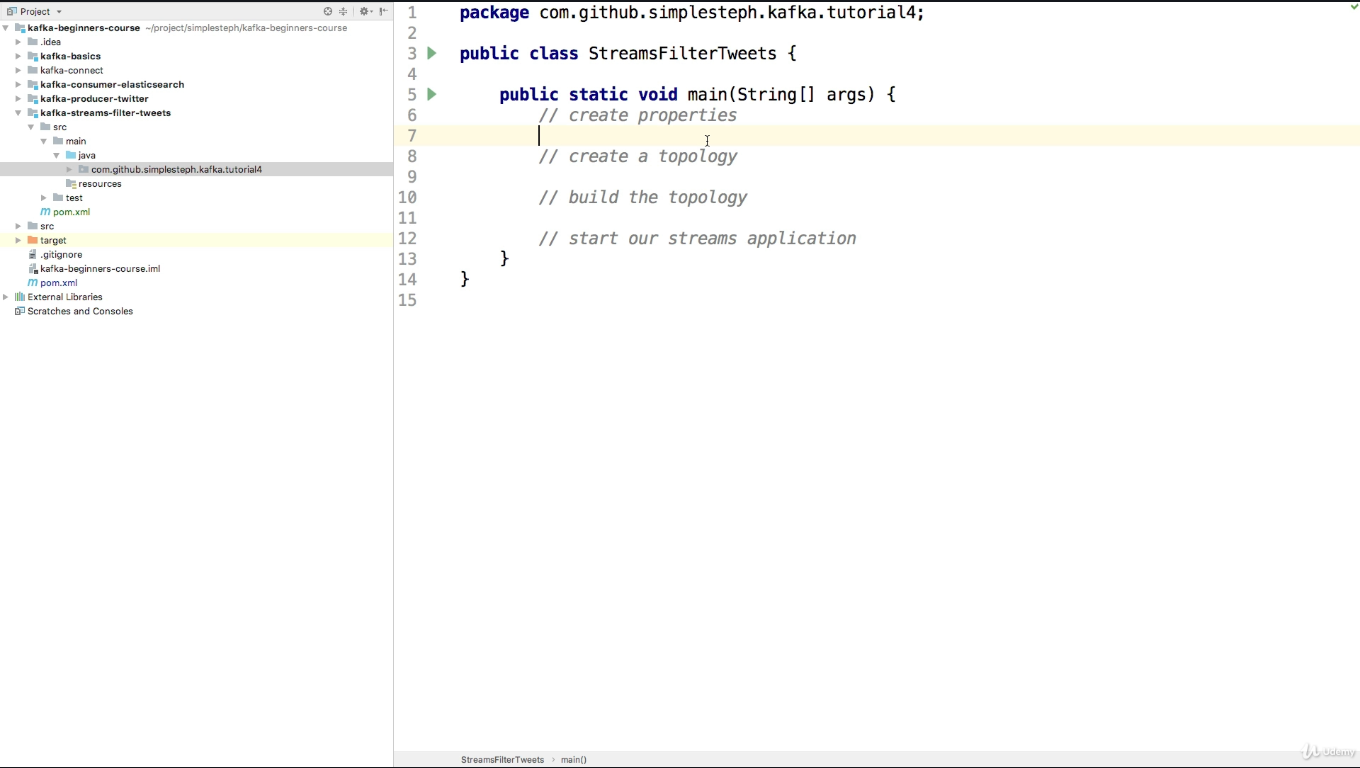 Project
kafka-beginners-course ~/project/simplesteph/kafka-beginners-course
.idea
kafka-basics
kafka-connect
kafka-consumer-elasticsearch
kafka-producer-twitter
kafka-streams-filter-tweets
src
main
java
com.github.simplesteph.kafka.tutorial4
resources
test
pom.xml
src
target
.gitignore
kafka-beginners-course.iml
pom.xml
External Libraries
Scratches and Consoles
1 package com.github.simplesteph.kafka.tutorial4;
2
3 public class StreamsFilterTweets {
4
5 public static void main(String[] args) {
6 // create properties
7
8 // create a topology
9
10 // build the topology
11
12 // start our streams application
13 }
14 }
15
StreamsFilterTweets › main()
Udemy